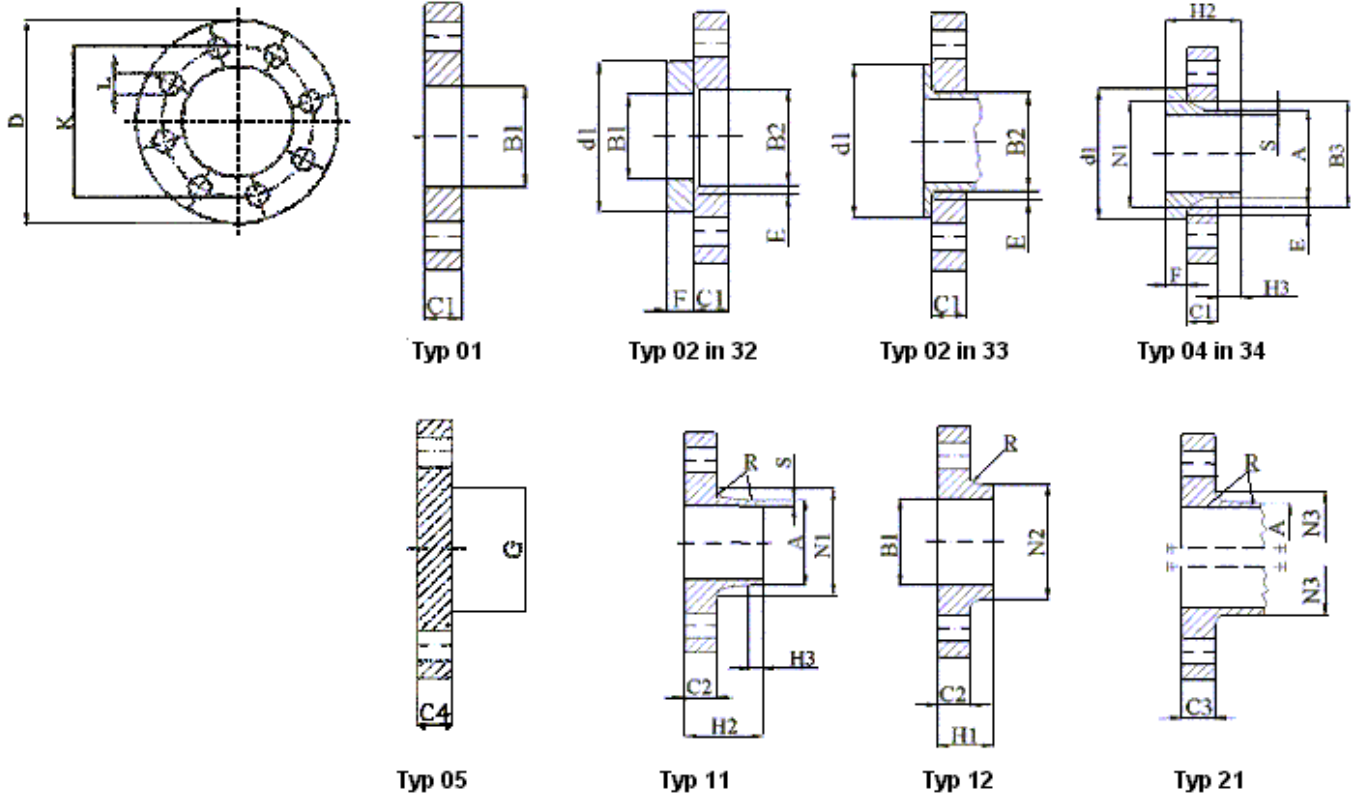 D
K
L
B1
C1
Typ 01
d1
B1
B2
E
F
C1
Typ 02 in 32
d1
B2
E
C1
Typ 02 in 33
H2
d1
N1
S
A
B3
E
F
H3
C1
Typ 04 in 34
G
C4
Typ 05
R
S
A
N1
H3
C2
H2
Typ 11
R
B1
N2
C2
H1
Typ 12
R
A
N3
N3
C3
Typ 21